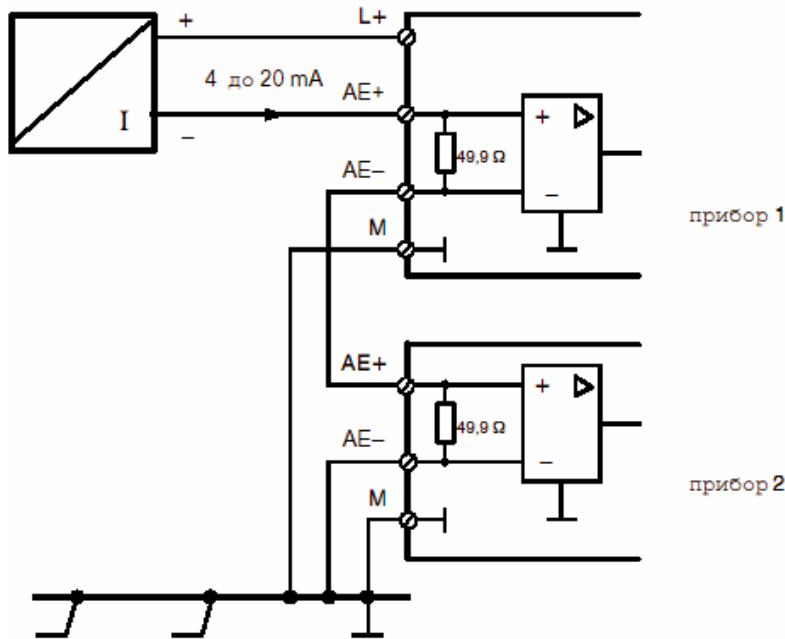 +
L+
4 до 20 mA
AE+
I
–
+
49,9 Ω
AE–
–
M
прибор 1
AE+
+
49,9 Ω
AE–
–
M
прибор 2